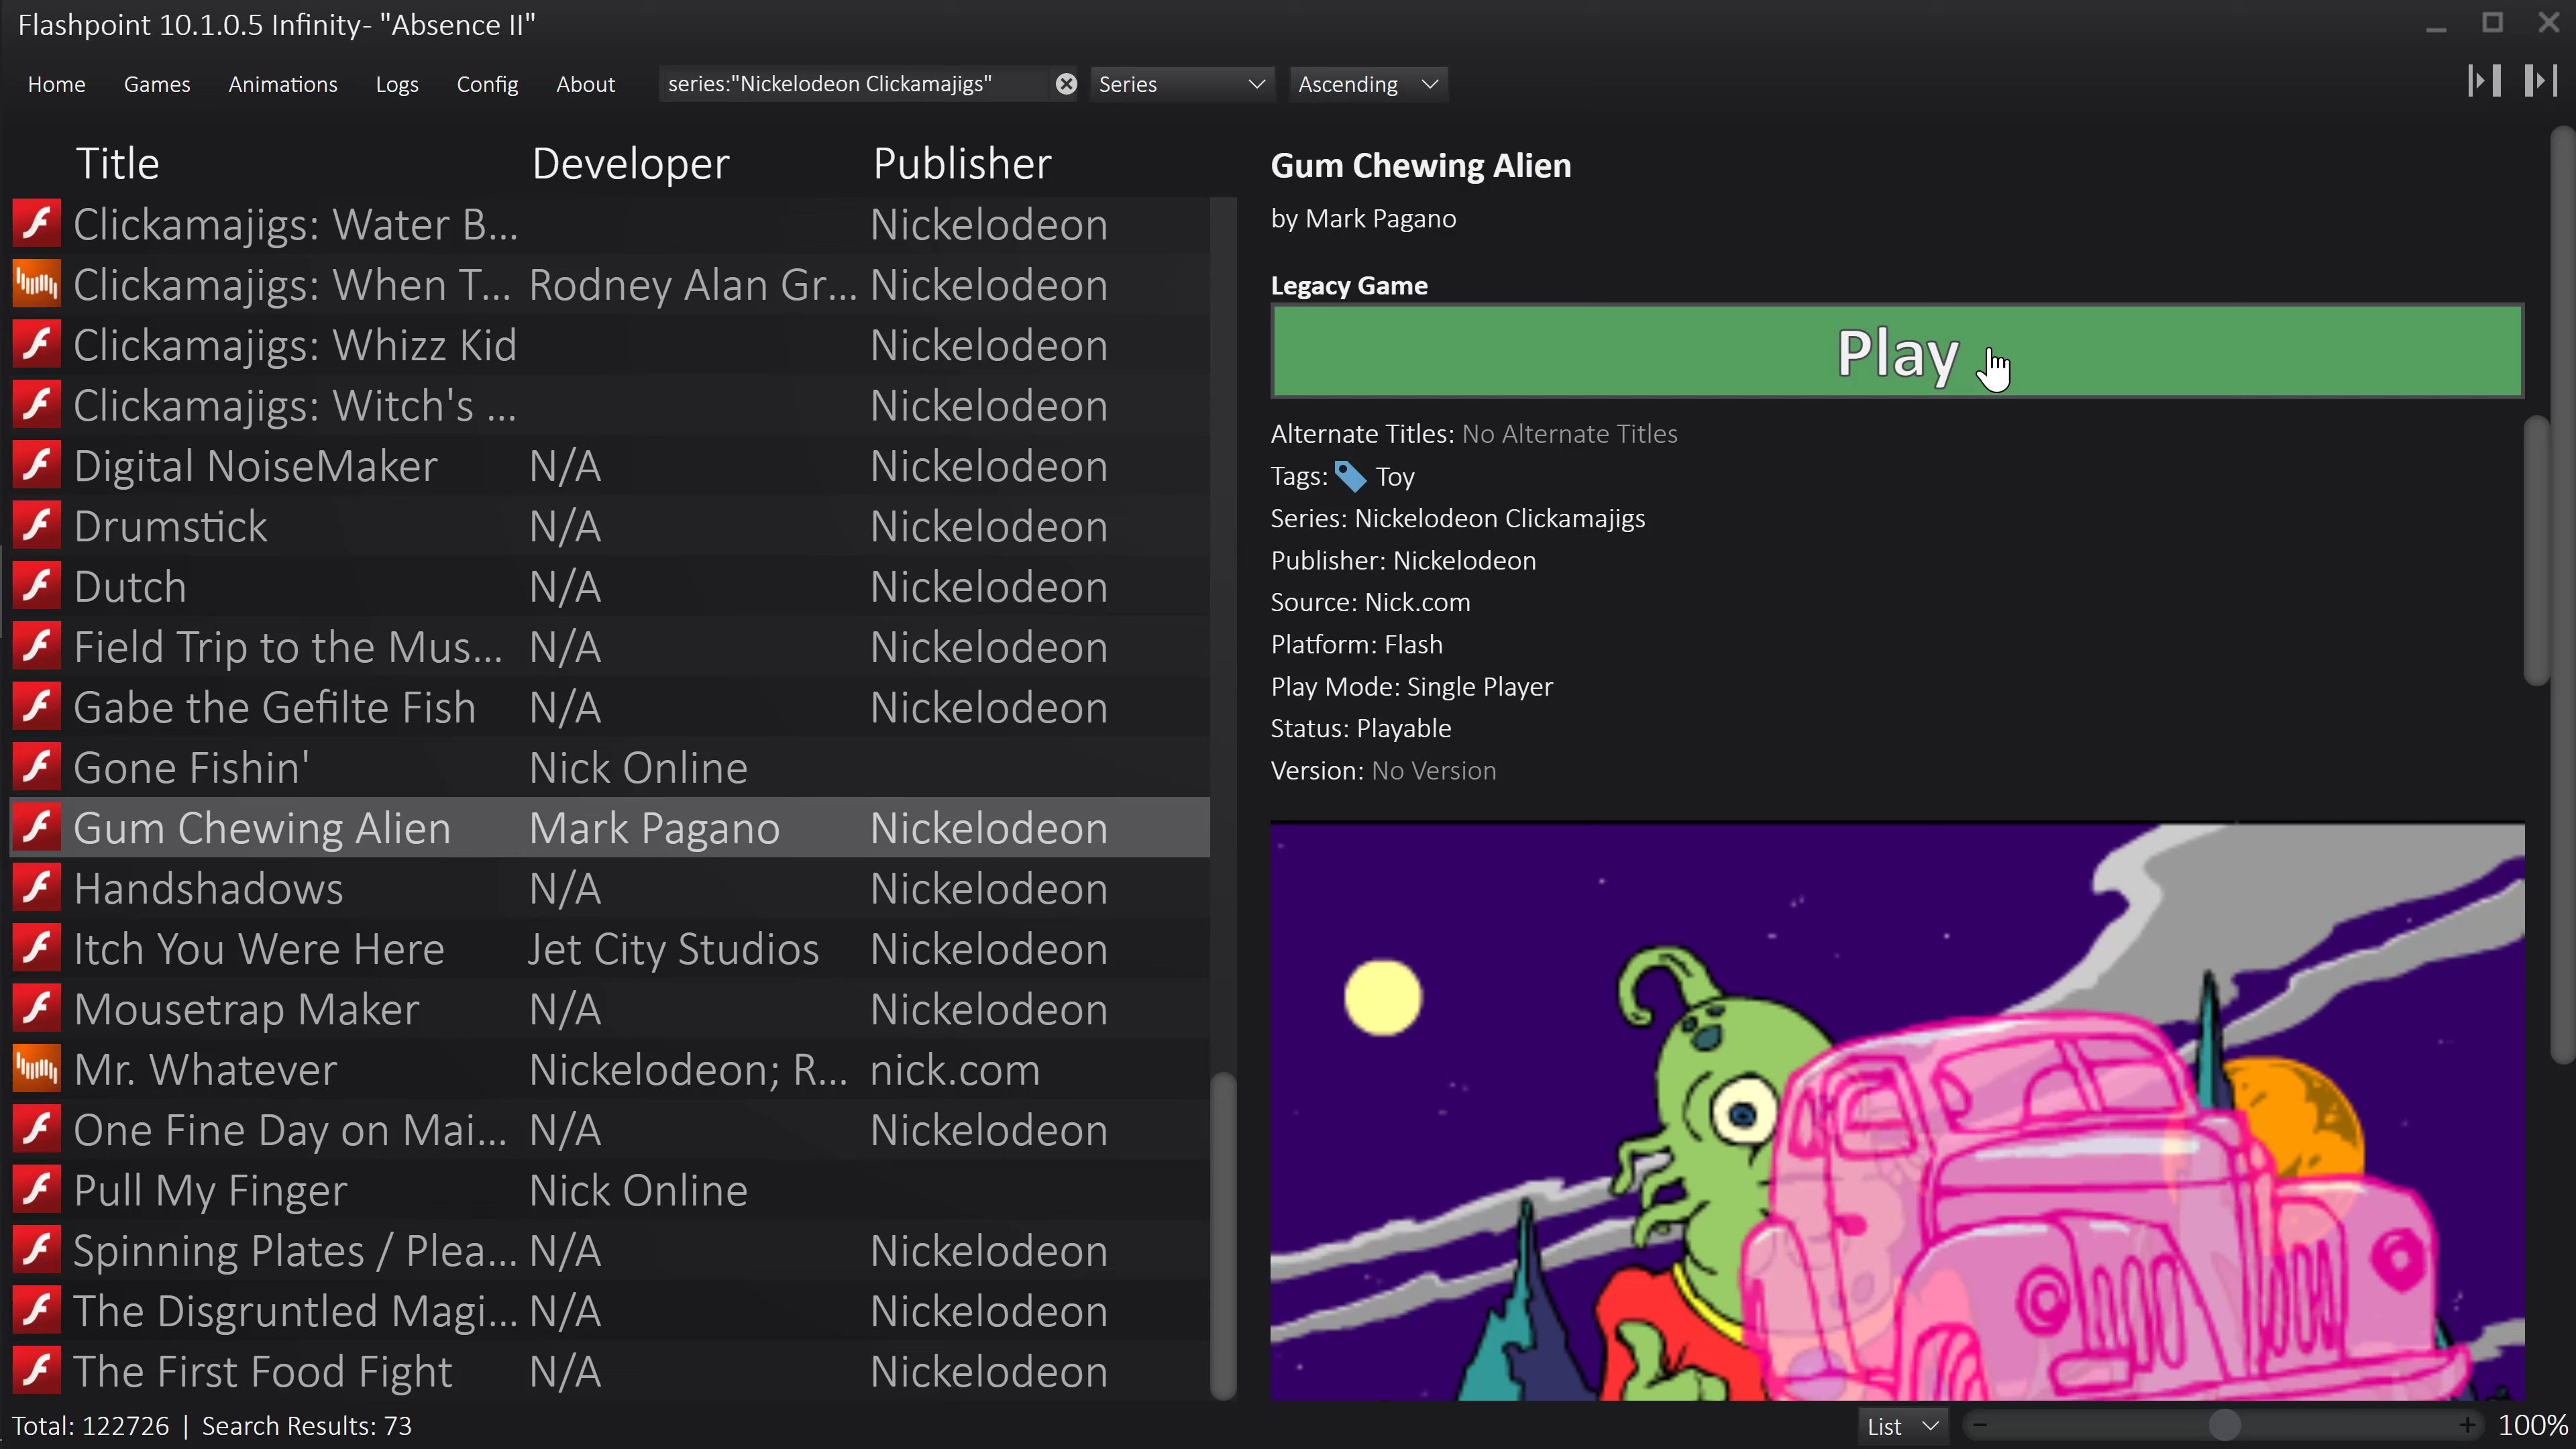 Flashpoint 10.1.0.5 Infinity- "Absence II"
Home Games Animations Logs Config About series:"Nickelodeon Clickamajigs" Series Ascending
Title Developer Publisher
Clickamajigs: Water B... Nickelodeon
Clickamajigs: When T... Rodney Alan Gr... Nickelodeon
Clickamajigs: Whizz Kid Nickelodeon
Clickamajigs: Witch's ... Nickelodeon
Digital NoiseMaker N/A Nickelodeon
Drumstick N/A Nickelodeon
Dutch N/A Nickelodeon
Field Trip to the Mus... N/A Nickelodeon
Gabe the Gefilte Fish N/A Nickelodeon
Gone Fishin' Nick Online
Gum Chewing Alien Mark Pagano Nickelodeon
Handshadows N/A Nickelodeon
Itch You Were Here Jet City Studios Nickelodeon
Mousetrap Maker N/A Nickelodeon
Mr. Whatever Nickelodeon; R... nick.com
One Fine Day on Mai... N/A Nickelodeon
Pull My Finger Nick Online
Spinning Plates / Plea... N/A Nickelodeon
The Disgruntled Magi... N/A Nickelodeon
The First Food Fight N/A Nickelodeon
Gum Chewing Alien
by Mark Pagano
Legacy Game
Play
Alternate Titles: No Alternate Titles
Tags: Toy
Series: Nickelodeon Clickamajigs
Publisher: Nickelodeon
Source: Nick.com
Platform: Flash
Play Mode: Single Player
Status: Playable
Version: No Version
Total: 122726 | Search Results: 73
List 100%